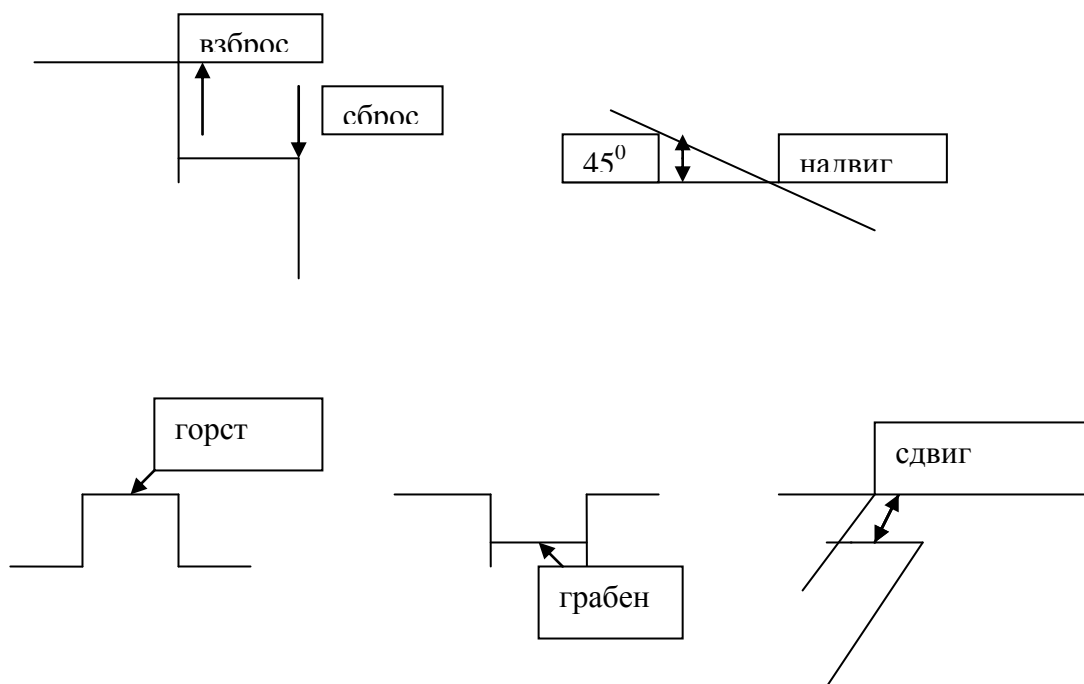 взброс
сброс
45⁰
надвиг
горст
сдвиг
грабен